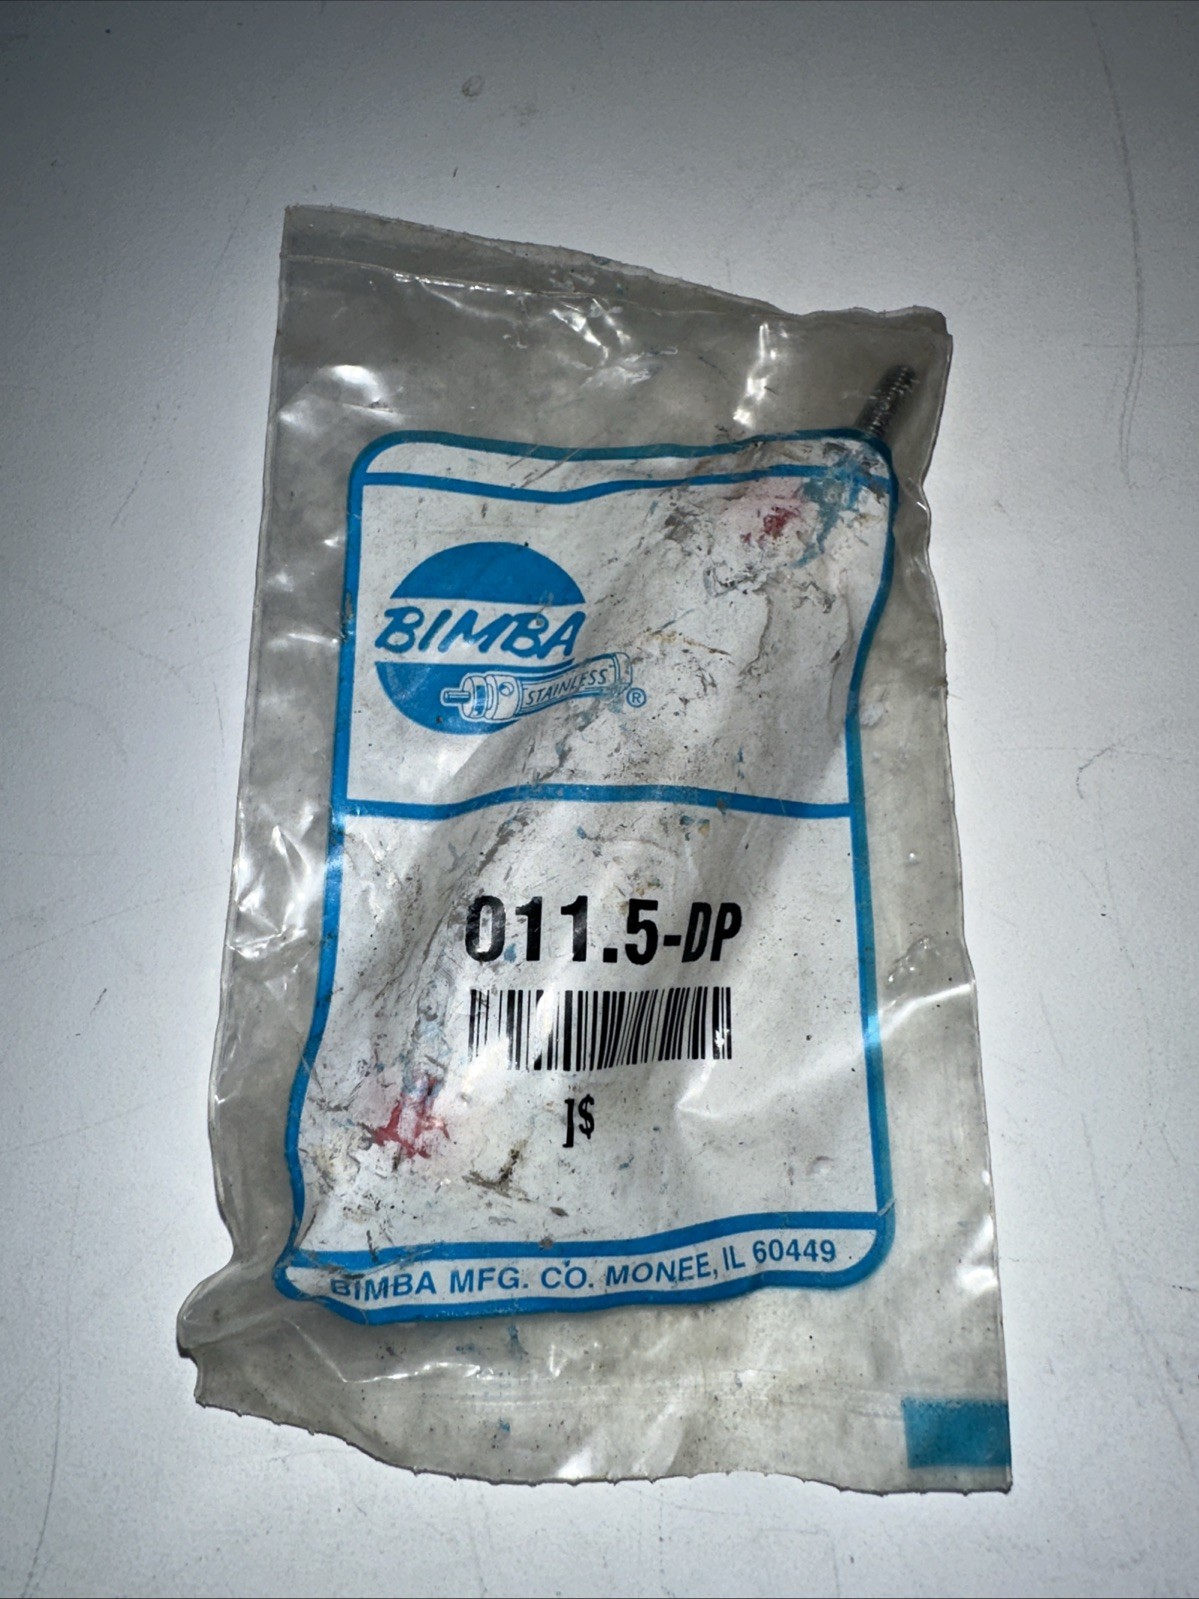 BIMBA
STAINLESS
®
011.5-DP
]$
BIMBA MFG. CO. MONEE, IL 60449